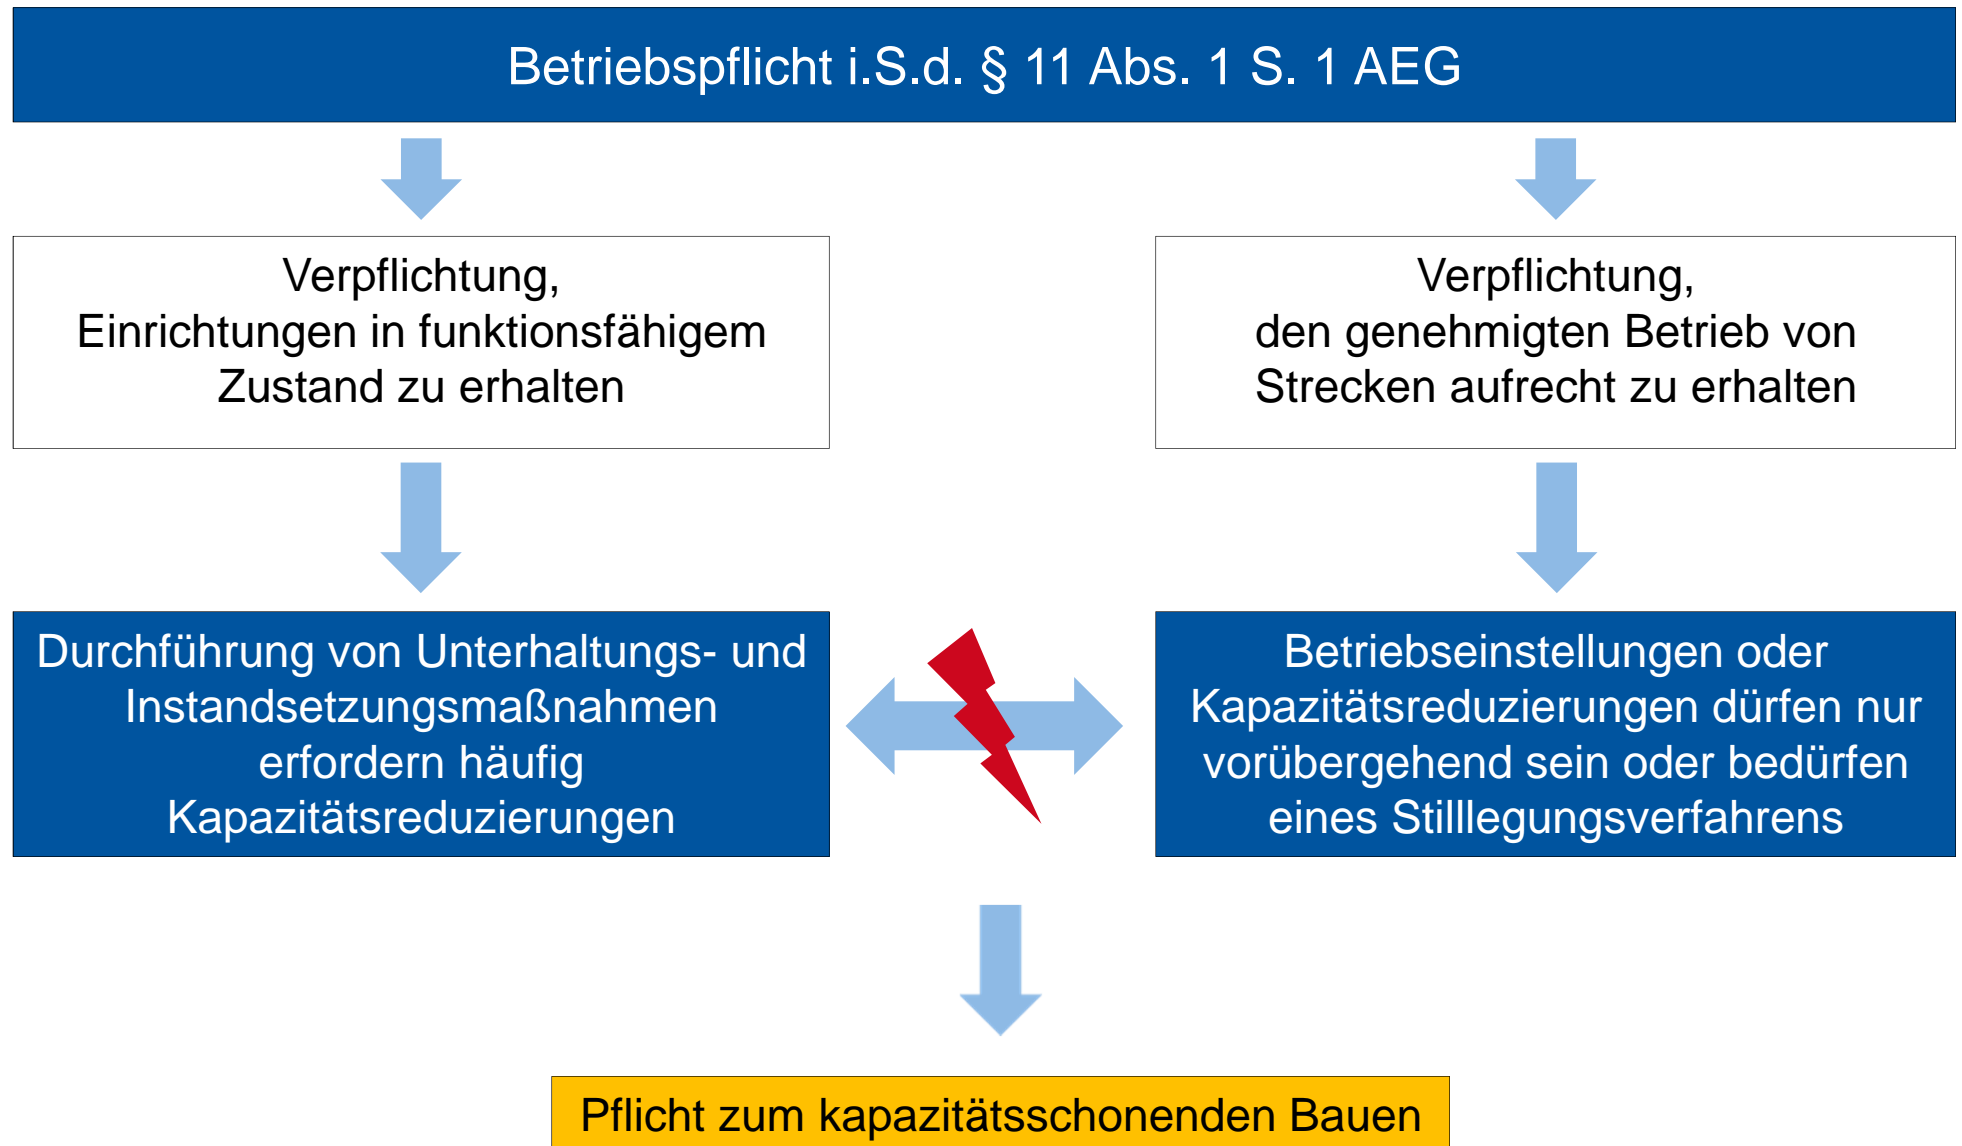 Betriebspflicht i.S.d. § 11 Abs. 1 S. 1 AEG
Verpflichtung,
Einrichtungen in funktionsfähigem
Zustand zu erhalten
Verpflichtung,
den genehmigten Betrieb von
Strecken aufrecht zu erhalten
Durchführung von Unterhaltungs- und
Instandsetzungsmaßnahmen
erfordern häufig
Kapazitätsreduzierungen
Betriebseinstellungen oder
Kapazitätsreduzierungen dürfen nur
vorübergehend sein oder bedürfen
eines Stilllegungsverfahrens
Pflicht zum kapazitätsschonenden Bauen